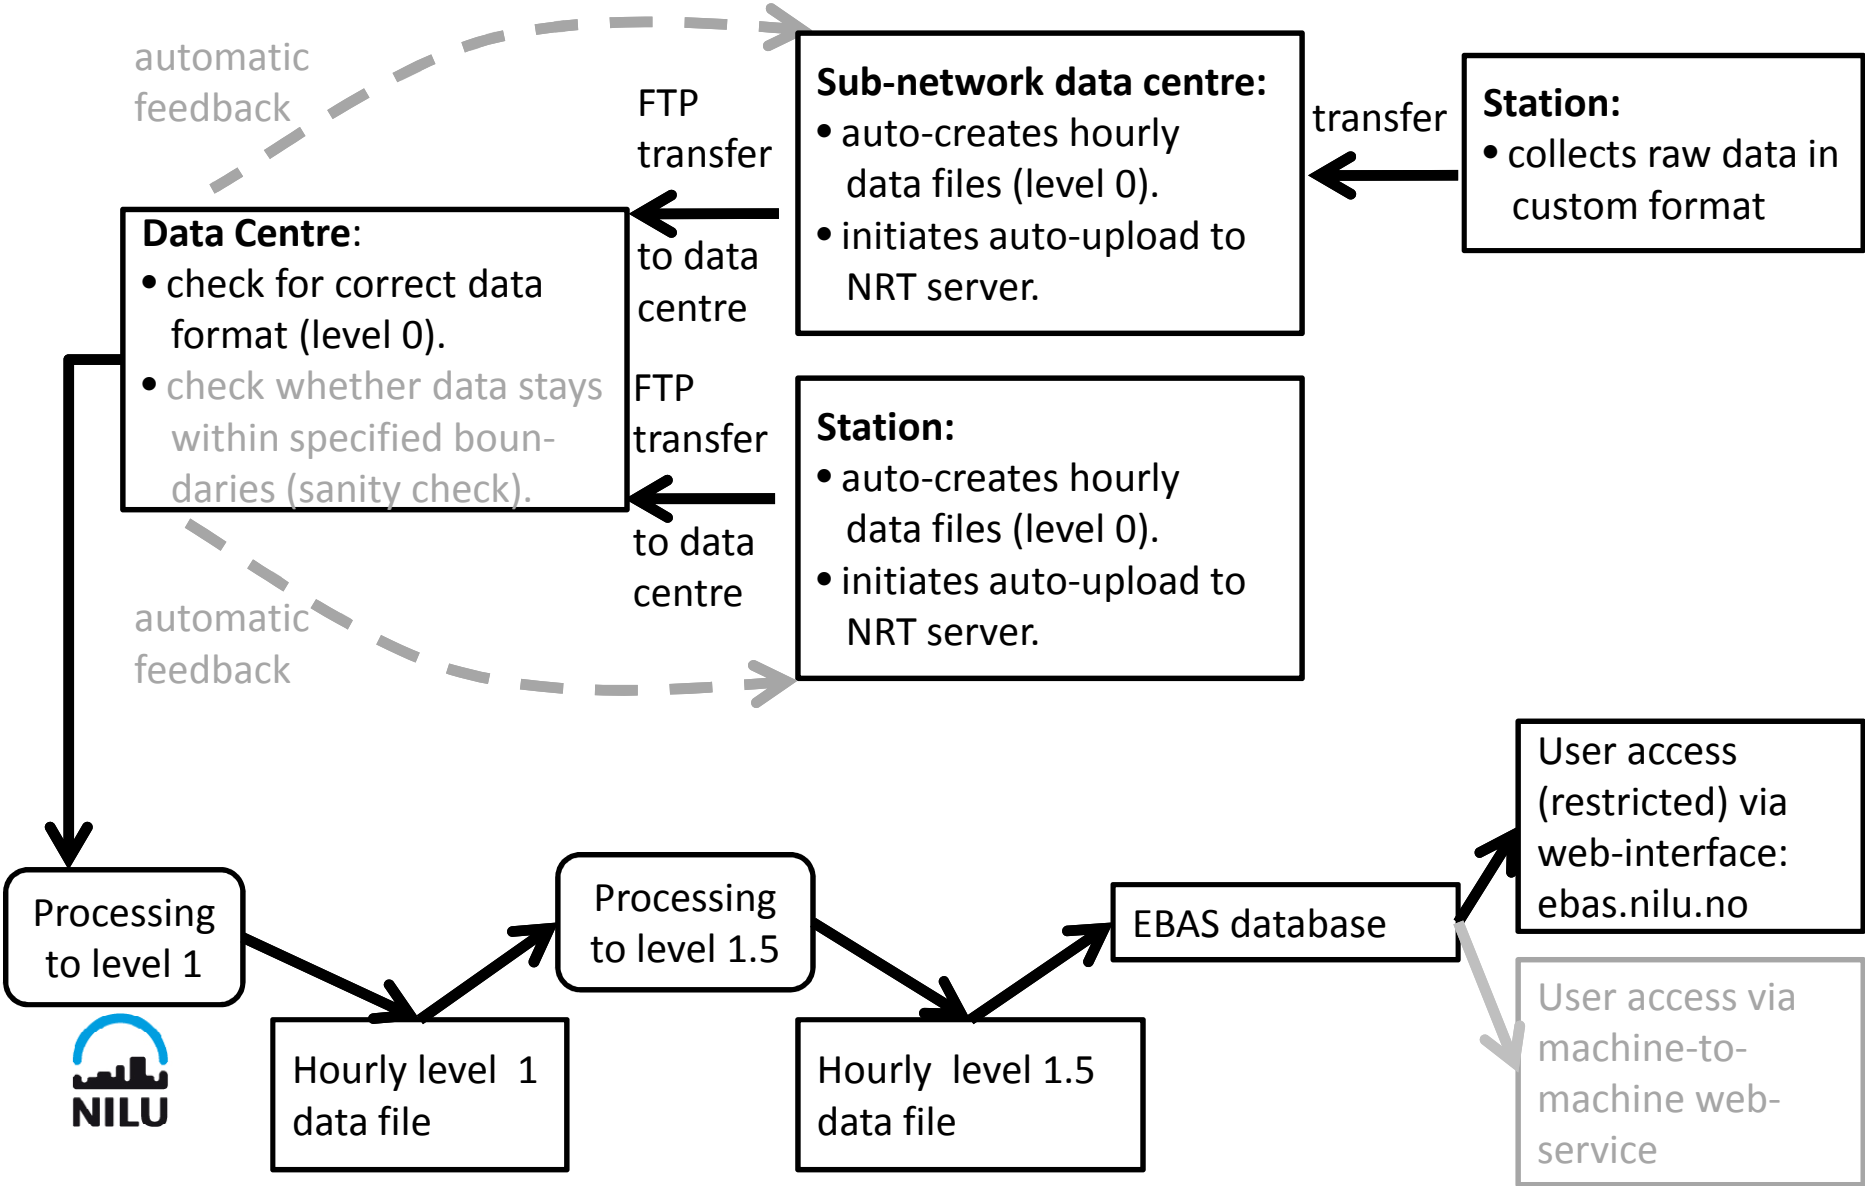 automatic
feedback
FTP
transfer
to data
centre
Sub-network data centre:
• auto-creates hourly
data files (level 0).
• initiates auto-upload to
NRT server.
transfer
Station:
• collects raw data in
custom format
Data Centre:
• check for correct data
format (level 0).
• check whether data stays
within specified boun-
daries (sanity check).
FTP
transfer
to data
centre
Station:
• auto-creates hourly
data files (level 0).
• initiates auto-upload to
NRT server.
automatic
feedback
Processing
to level 1
NILU
Hourly level 1
data file
Processing
to level 1.5
Hourly level 1.5
data file
EBAS database
User access
(restricted) via
web-interface:
ebas.nilu.no
User access via
machine-to-
machine web-
service